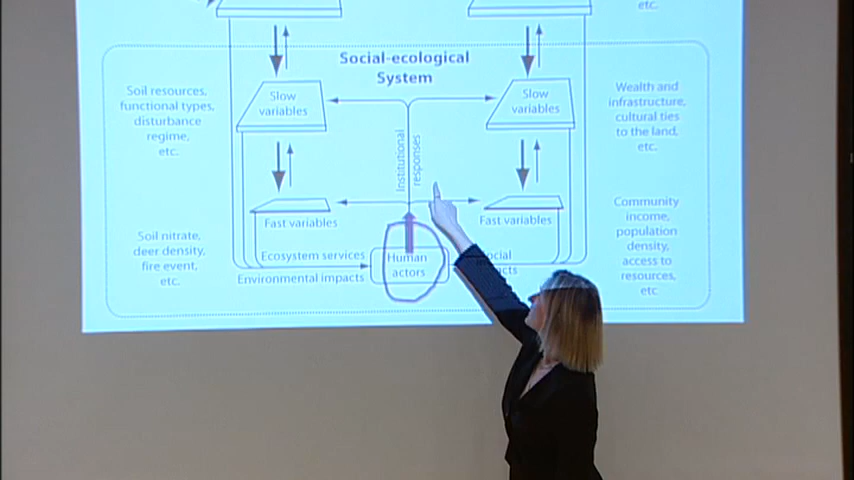 etc.
Social-ecological
System
Soil resources,
functional types,
disturbance
regime,
etc.
Slow
variables
Slow
variables
Wealth and
infrastructure,
cultural ties
to the land,
etc.
Institutional
responses
Fast variables
Fast variables
Community
income,
population
density,
access to
resources,
etc.
Soil nitrate,
deer density,
fire event,
etc.
Ecosystem services
Environmental impacts
Human
actors